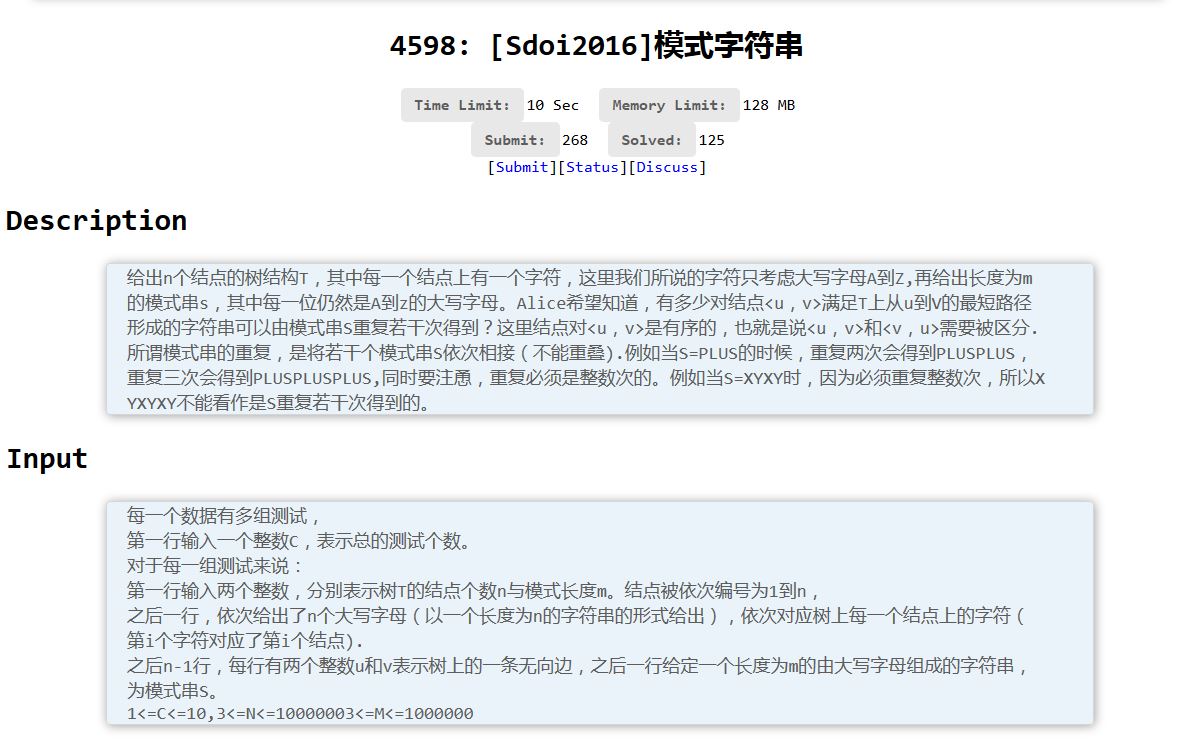 4598: [Sdoi2016]模式字符串
Time Limit: 10 Sec Memory Limit: 128 MB
Submit: 268 Solved: 125
[Submit][Status][Discuss]
Description
给出n个结点的树结构T，其中每一个结点上有一个字符，这里我们所说的字符只考虑大写字母A到Z,再给出长度为m
的模式串s，其中每一位仍然是A到z的大写字母。Alice希望知道，有多少对结点<u，v>满足T上从u到V的最短路径
形成的字符串可以由模式串S重复若干次得到？这里结点对<u，v>是有序的，也就是说<u，v>和<v，u>需要被区分.
所谓模式串的重复，是将若干个模式串S依次相接（不能重叠).例如当S=PLUS的时候，重复两次会得到PLUSPLUS，
重复三次会得到PLUSPLUSPLUS,同时要注恿，重复必须是整数次的。例如当S=XYXY时，因为必须重复整数次，所以X
YXYXY不能看作是S重复若干次得到的。
Input
每一个数据有多组测试，
第一行输入一个整数C，表示总的测试个数。
对于每一组测试来说：
第一行输入两个整数，分别表示树T的结点个数n与模式长度m。结点被依次编号为1到n，
之后一行，依次给出了n个大写字母（以一个长度为n的字符串的形式给出），依次对应树上每一个结点上的字符（
第i个字符对应了第i个结点).
之后n-1行，每行有两个整数u和v表示树上的一条无向边，之后一行给定一个长度为m的由大写字母组成的字符串，
为模式串S。
1<=C<=10,3<=N<=10000003<=M<=1000000